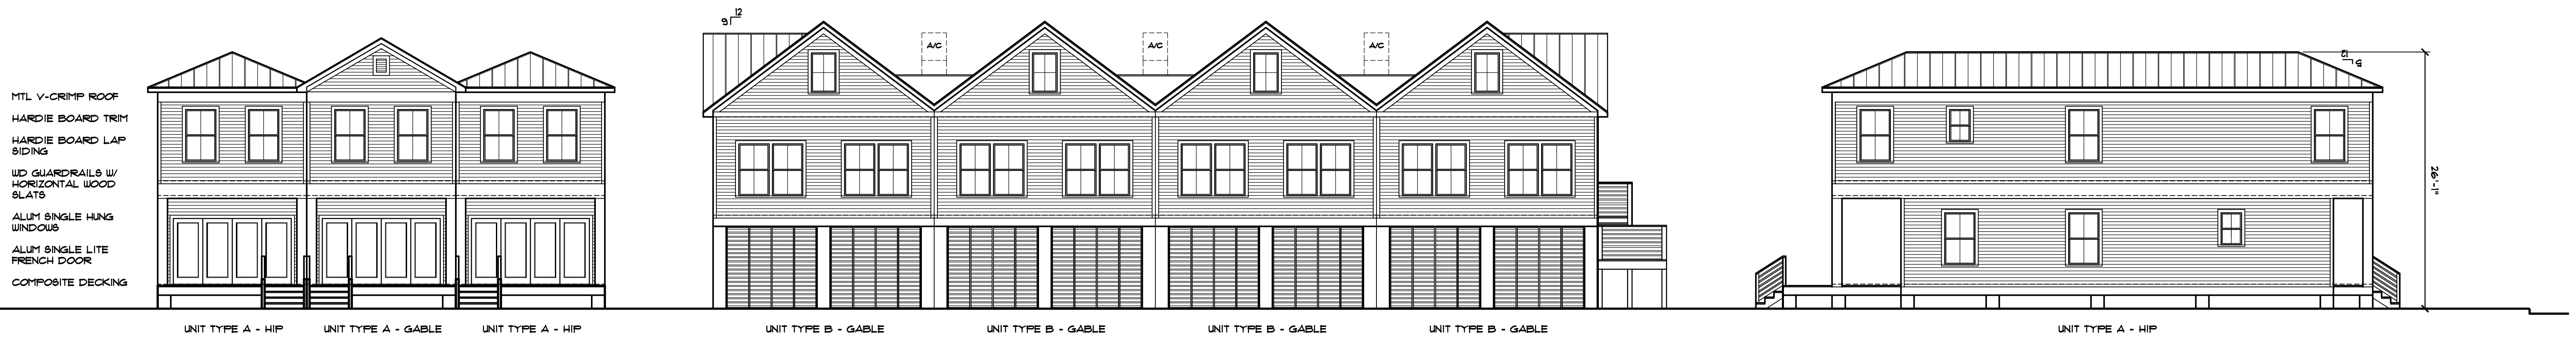 MTL V-CRIMP ROOF
HARDIE BOARD TRIM
HARDIE BOARD LAP
SIDING
WD GUARDRAILS W/
HORIZONTAL WOOD
SLATS
ALUM SINGLE HUNG
WINDOWS
ALUM SINGLE LITE
FRENCH DOOR
COMPOSITE DECKING
UNIT TYPE A - HIP
UNIT TYPE A - GABLE
UNIT TYPE A - HIP
12
9
A/C
A/C
A/C
UNIT TYPE B - GABLE
UNIT TYPE B - GABLE
UNIT TYPE B - GABLE
UNIT TYPE B - GABLE
12
5
26'-1"
UNIT TYPE A - HIP